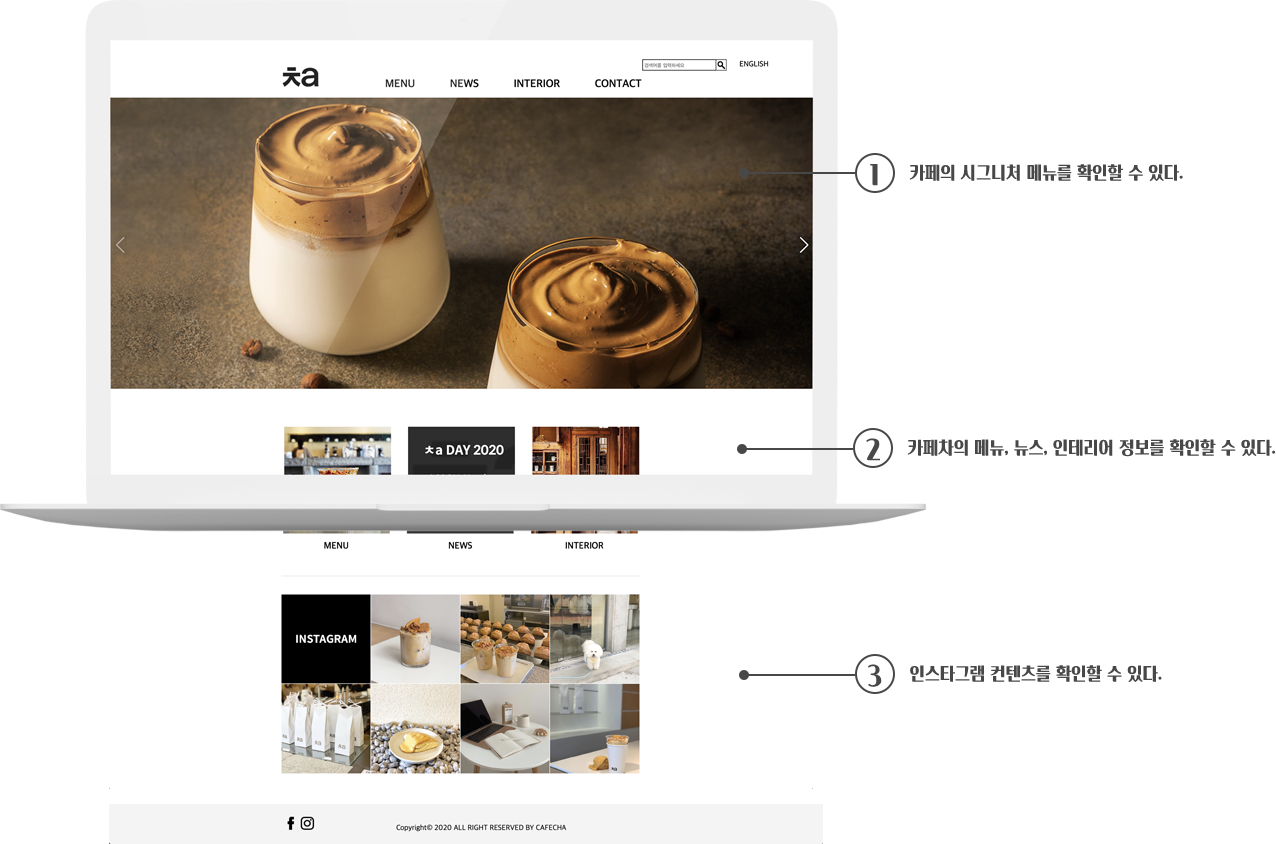 ㅊa
검색어를 입력하세요
ENGLISH
MENU NEWS INTERIOR CONTACT
1 카페의 시그니처 메뉴를 확인할 수 있다.
ㅊa DAY 2020
2 카페차의 메뉴, 뉴스, 인테리어 정보를 확인할 수 있다.
MENU NEWS INTERIOR
INSTAGRAM
3 인스타그램 컨텐츠를 확인할 수 있다.
Copyright© 2020 ALL RIGHT RESERVED BY CAFECHA